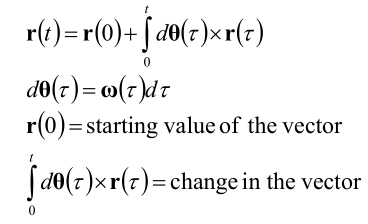 r(t) = r(0) + ∫₀ᵗ dθ(τ) × r(τ)
dθ(τ) = ω(τ)dτ
r(0) = starting value of the vector
∫₀ᵗ dθ(τ) × r(τ) = change in the vector